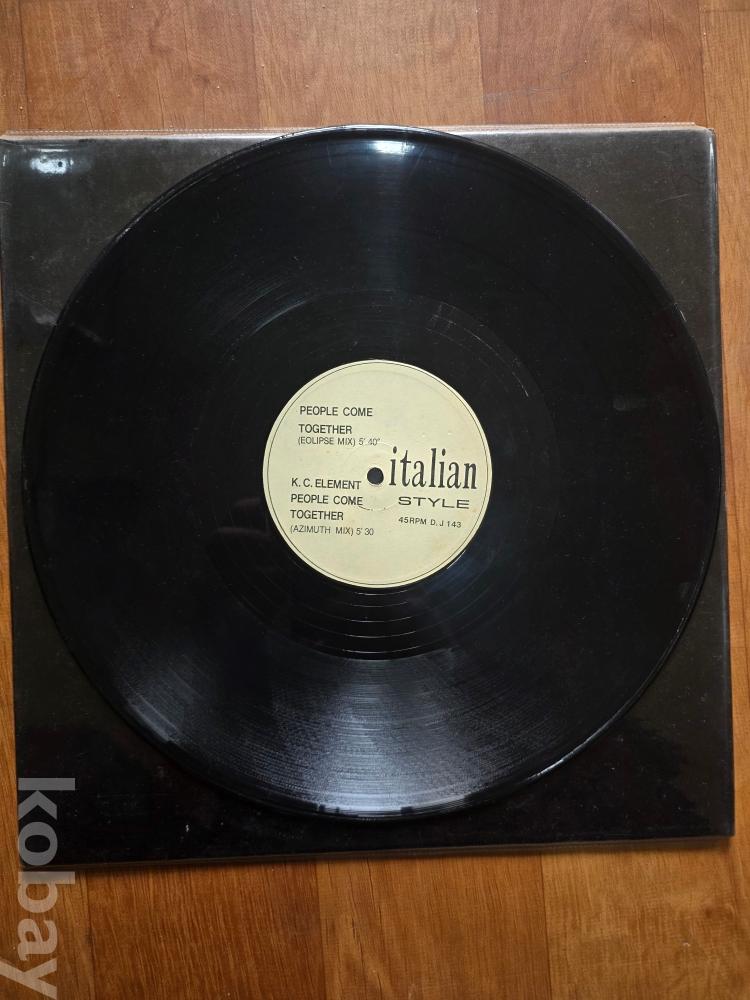 PEOPLE COME
TOGETHER
(EOLIPSE MIX) 5' 40"
K. C. ELEMENT
PEOPLE COME
TOGETHER
(AZIMUTH MIX) 5' 30
italian
STYLE
45RPM D. J 143
kobay